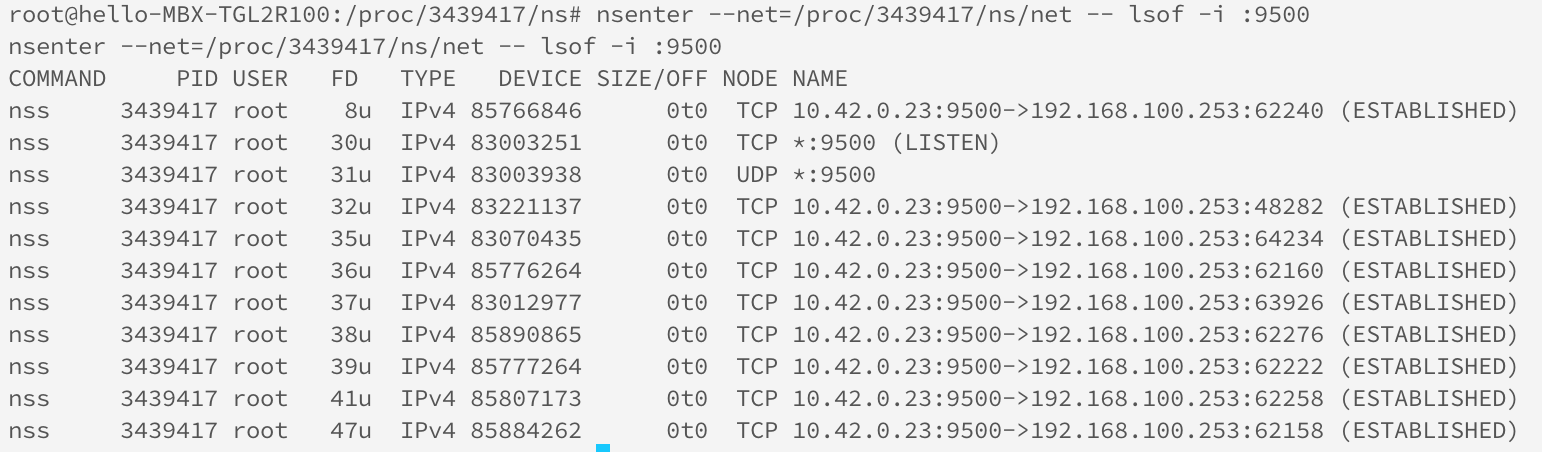 root@hello-MBX-TGL2R100:/proc/3439417/ns# nsenter --net=/proc/3439417/ns/net -- lsof -i :9500
nsenter --net=/proc/3439417/ns/net -- lsof -i :9500
COMMAND     PID USER   FD   TYPE   DEVICE SIZE/OFF NODE NAME
nss     3439417 root    8u  IPv4 85766846      0t0  TCP 10.42.0.23:9500->192.168.100.253:62240 (ESTABLISHED)
nss     3439417 root   30u  IPv4 83003251      0t0  TCP *:9500 (LISTEN)
nss     3439417 root   31u  IPv4 83003938      0t0  UDP *:9500
nss     3439417 root   32u  IPv4 83221137      0t0  TCP 10.42.0.23:9500->192.168.100.253:48282 (ESTABLISHED)
nss     3439417 root   35u  IPv4 83070435      0t0  TCP 10.42.0.23:9500->192.168.100.253:64234 (ESTABLISHED)
nss     3439417 root   36u  IPv4 85776264      0t0  TCP 10.42.0.23:9500->192.168.100.253:62160 (ESTABLISHED)
nss     3439417 root   37u  IPv4 83012977      0t0  TCP 10.42.0.23:9500->192.168.100.253:63926 (ESTABLISHED)
nss     3439417 root   38u  IPv4 85890865      0t0  TCP 10.42.0.23:9500->192.168.100.253:62276 (ESTABLISHED)
nss     3439417 root   39u  IPv4 85777264      0t0  TCP 10.42.0.23:9500->192.168.100.253:62222 (ESTABLISHED)
nss     3439417 root   41u  IPv4 85807173      0t0  TCP 10.42.0.23:9500->192.168.100.253:62258 (ESTABLISHED)
nss     3439417 root   47u  IPv4 85884262      0t0  TCP 10.42.0.23:9500->192.168.100.253:62158 (ESTABLISHED)